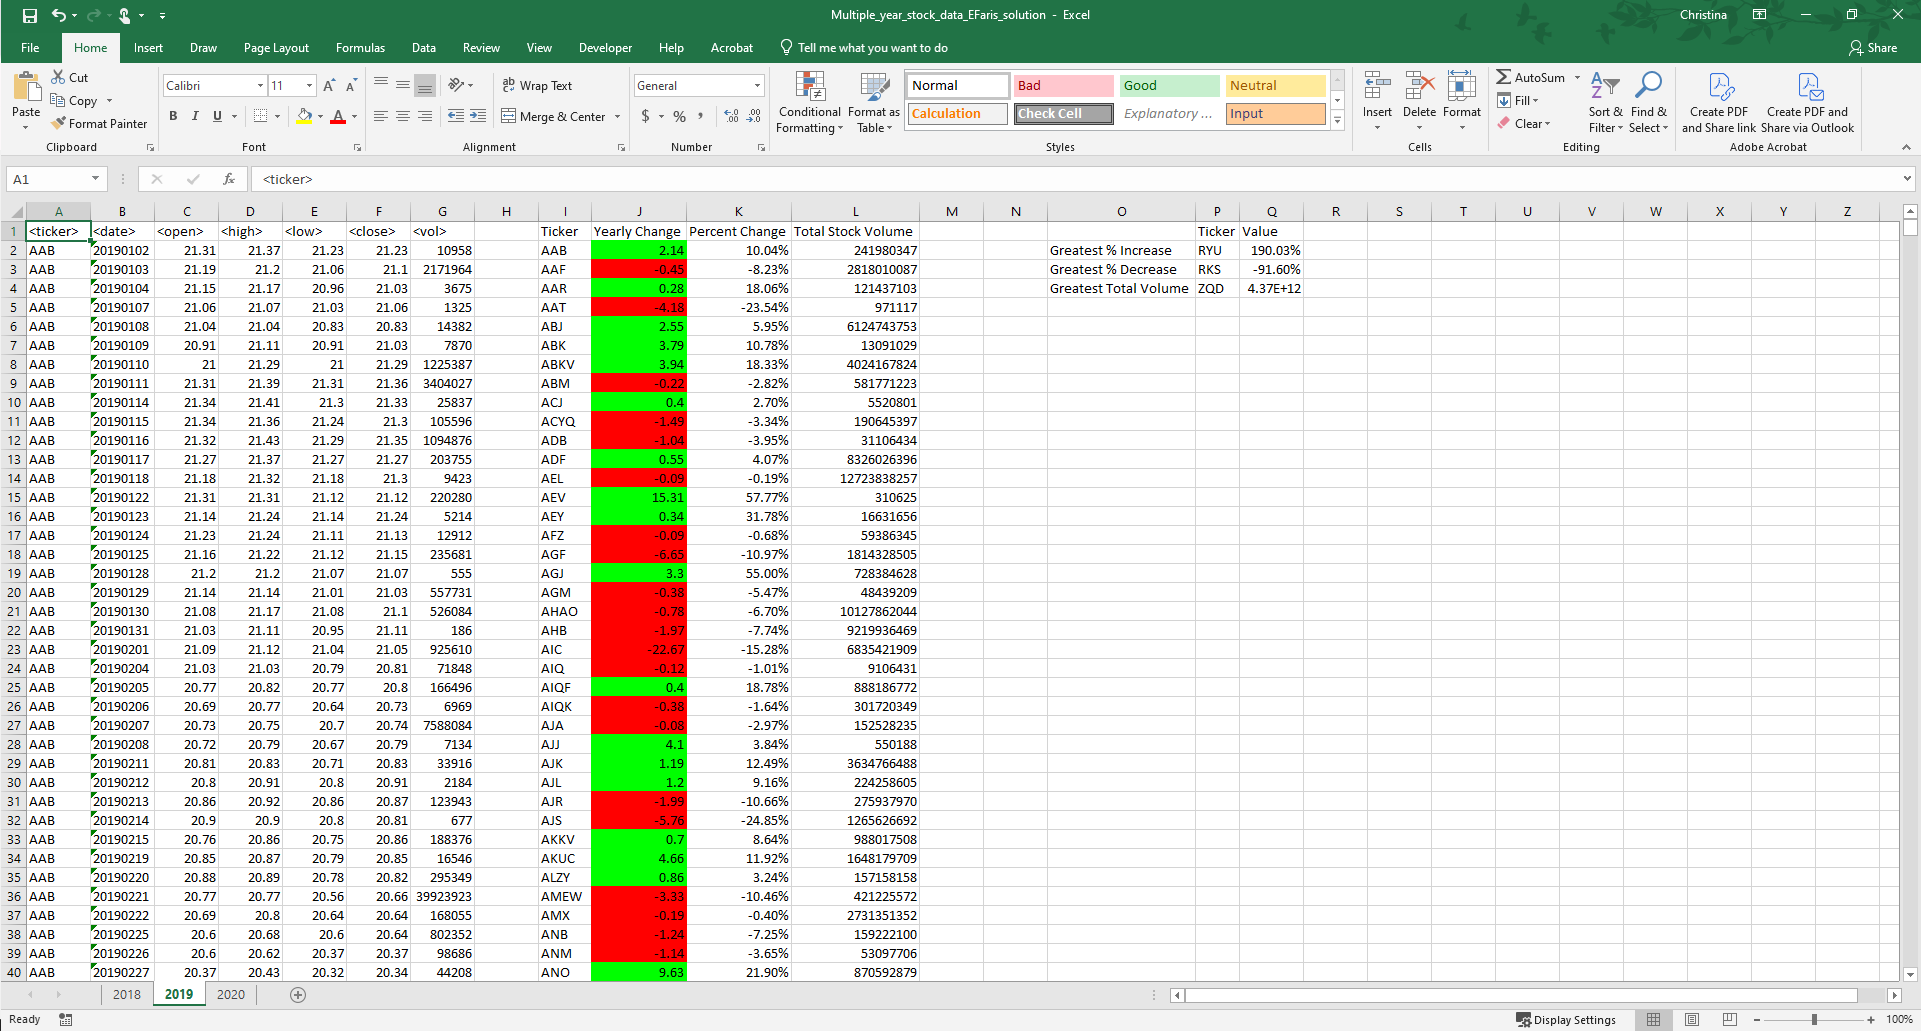 Multiple_year_stock_data_EFaris_solution - Excel
Christina
File Home Insert Draw Page Layout Formulas Data Review View Developer Help Acrobat Tell me what you want to do Share
Paste Cut Copy Format Painter Clipboard
Calibri 11 B I U A Font
Wrap Text Merge & Center Alignment
General $ % , Number
Conditional Formatting Format as Table
Normal Bad Good Neutral
Calculation Check Cell Explanatory ... Input
Styles
Insert Delete Format Cells
AutoSum Fill Clear Sort & Filter Find & Select Editing
Create PDF and Share link Create PDF and Share via Outlook Adobe Acrobat
A1 fx <ticker>
A B C D E F G H I J K L M N O P Q R S T U V W X Y Z
1 <ticker> <date> <open> <high> <low> <close> <vol> Ticker Yearly Change Percent Change Total Stock Volume Ticker Value
2 AAB 20190102 21.31 21.37 21.23 21.23 10958 AAB 2.14 10.04% 241980347 Greatest % Increase RYU 190.03%
3 AAB 20190103 21.19 21.2 21.06 21.1 2171964 AAF -0.45 -8.23% 2818010087 Greatest % Decrease RKS -91.60%
4 AAB 20190104 21.15 21.17 20.96 21.03 3675 AAR 0.28 18.06% 121437103 Greatest Total Volume ZQD 4.37E+12
5 AAB 20190107 21.06 21.07 21.03 21.06 1325 AAT -4.18 -23.54% 971117
6 AAB 20190108 21.04 21.04 20.83 20.83 14382 ABJ 2.55 5.95% 6124743753
7 AAB 20190109 20.91 21.11 20.91 21.03 7870 ABK 3.79 10.78% 13091029
8 AAB 20190110 21 21.29 21 21.29 1225387 ABKV 3.94 18.33% 4024167824
9 AAB 20190111 21.31 21.39 21.31 21.36 3404027 ABM -0.22 -2.82% 581771223
10 AAB 20190114 21.34 21.41 21.3 21.33 25837 ACJ 0.4 2.70% 5520801
11 AAB 20190115 21.34 21.36 21.24 21.3 105596 ACYQ -1.49 -3.34% 190645397
12 AAB 20190116 21.32 21.43 21.29 21.35 1094876 ADB -1.04 -3.95% 31106434
13 AAB 20190117 21.27 21.37 21.27 21.27 203755 ADF 0.55 4.07% 8326026396
14 AAB 20190118 21.18 21.32 21.18 21.3 9423 AEL -0.09 -0.19% 12723838257
15 AAB 20190122 21.31 21.31 21.12 21.12 220280 AEV 15.31 57.77% 310625
16 AAB 20190123 21.14 21.24 21.14 21.24 5214 AEY 0.34 31.78% 16631656
17 AAB 20190124 21.23 21.24 21.11 21.13 12912 AFZ -0.09 -0.68% 59386345
18 AAB 20190125 21.16 21.22 21.12 21.15 235681 AGF -6.65 -10.97% 1814328505
19 AAB 20190128 21.2 21.2 21.07 21.07 555 AGJ 3.3 55.00% 728384628
20 AAB 20190129 21.14 21.14 21.01 21.03 557731 AGM -0.38 -5.47% 48439209
21 AAB 20190130 21.08 21.17 21.08 21.1 526084 AHAO -0.78 -6.70% 10127862044
22 AAB 20190131 21.03 21.11 20.95 21.11 186 AHB -1.97 -7.74% 9219936469
23 AAB 20190201 21.09 21.12 21.04 21.05 925610 AIC -22.67 -15.28% 6835421909
24 AAB 20190204 21.03 21.03 20.79 20.81 71848 AIQ -0.12 -1.01% 9106431
25 AAB 20190205 20.77 20.82 20.77 20.8 166496 AIQF 0.4 18.78% 888186772
26 AAB 20190206 20.69 20.77 20.64 20.73 6969 AIQK -0.38 -1.64% 301720349
27 AAB 20190207 20.73 20.75 20.7 20.74 7588084 AJA -0.08 -2.97% 152528235
28 AAB 20190208 20.72 20.79 20.67 20.79 7134 AJJ 4.1 3.84% 550188
29 AAB 20190211 20.81 20.83 20.71 20.83 33916 AJK 1.19 12.49% 3634766488
30 AAB 20190212 20.8 20.91 20.8 20.91 2184 AJL 1.2 9.16% 224258605
31 AAB 20190213 20.86 20.92 20.86 20.87 123943 AJR -1.99 -10.66% 275937970
32 AAB 20190214 20.9 20.9 20.8 20.81 677 AJS -5.76 -24.85% 1265626692
33 AAB 20190215 20.76 20.86 20.75 20.86 188376 AKKV 0.7 8.64% 988017508
34 AAB 20190219 20.85 20.87 20.79 20.85 16546 AKUC 4.66 11.92% 1648179709
35 AAB 20190220 20.88 20.89 20.78 20.82 295349 ALZY 0.86 3.24% 157158158
36 AAB 20190221 20.77 20.77 20.56 20.66 39923923 AMEW -3.33 -10.46% 421225572
37 AAB 20190222 20.69 20.8 20.64 20.64 168055 AMX -0.19 -0.40% 2731351352
38 AAB 20190225 20.6 20.68 20.6 20.64 802352 ANB -1.24 -7.25% 159222100
39 AAB 20190226 20.6 20.62 20.37 20.37 98686 ANM -1.14 -3.65% 53097706
40 AAB 20190227 20.37 20.43 20.32 20.34 44208 ANO 9.63 21.90% 870592879
2018 2019 2020
Ready Display Settings 100%